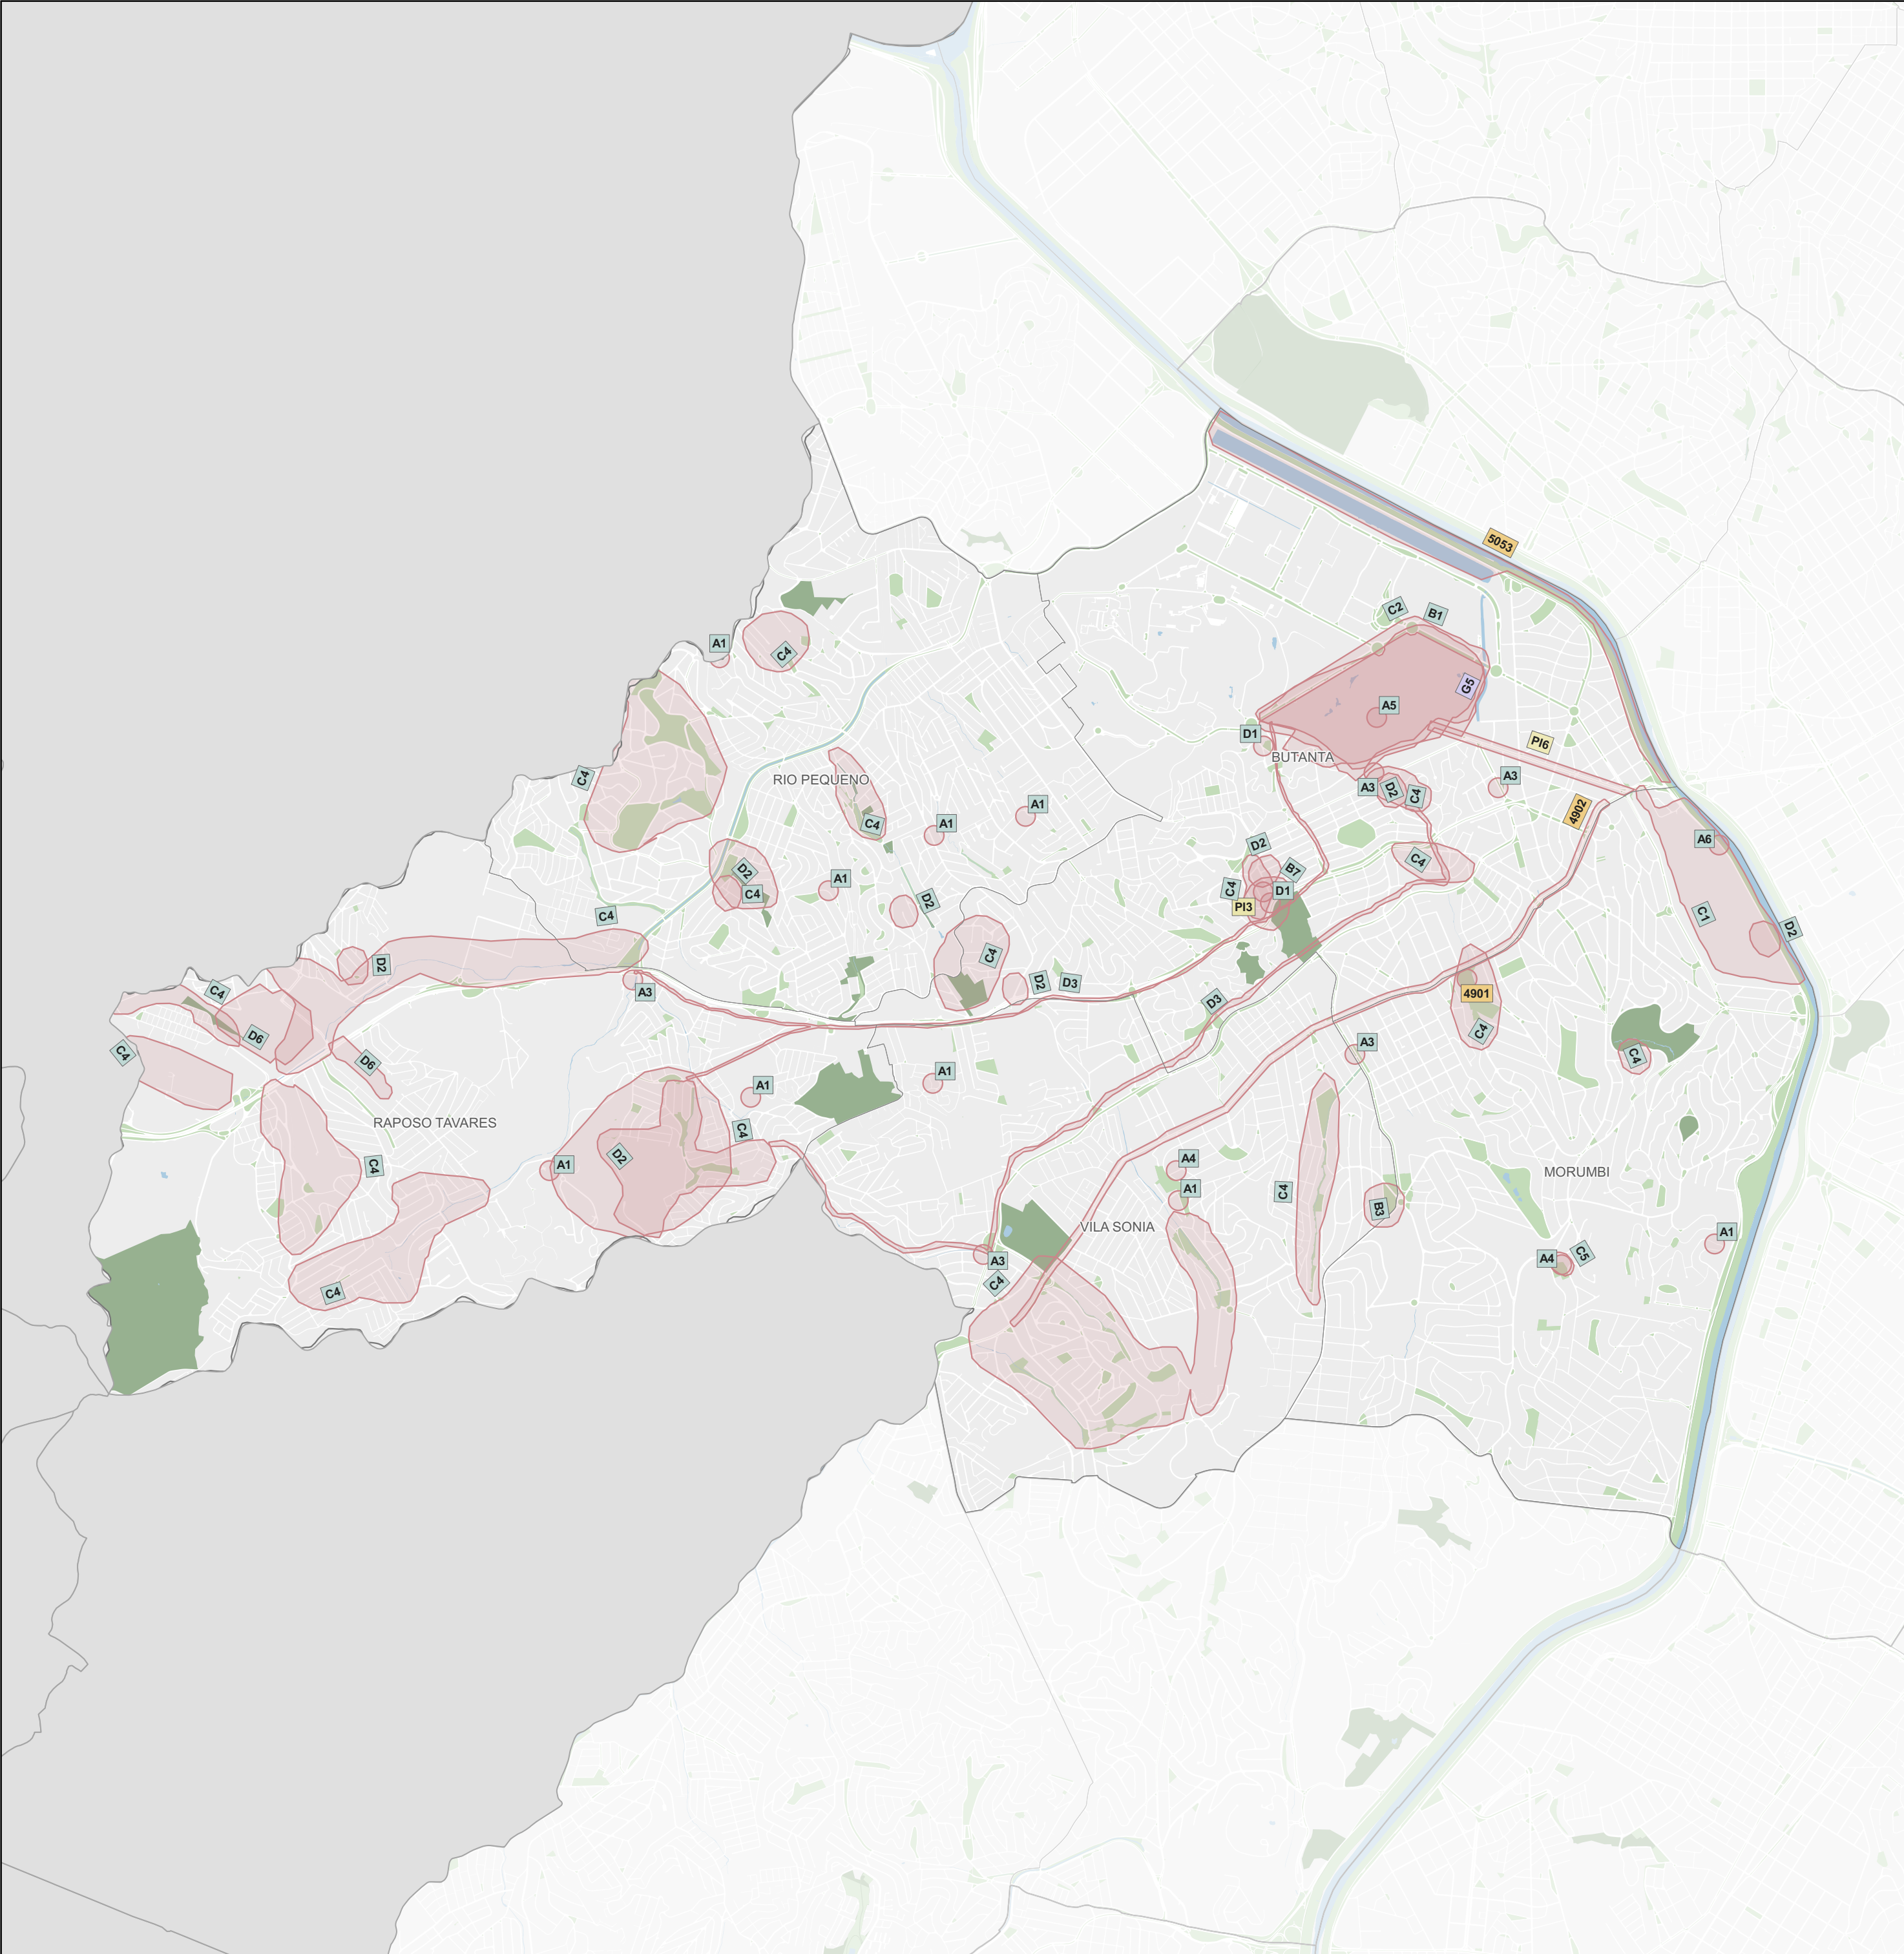 5053
C2
B1
A1
C4
G5
A5
D1
PI6
BUTANTA
C4
RIO PEQUENO
A3
A3
D2
C4
A1
4902
A1
C4
A6
D2
C4
D2
B7
D2
C4
A1
C4
D1
D2
PI3
C1
C4
D2
C4
D2
A3
D2
D3
C4
4901
D3
D6
C4
C4
A3
C4
D6
A1
A1
RAPOSO TAVARES
C4
D2
A4
C4
A1
MORUMBI
A1
C4
B3
VILA SONIA
A1
A3
A4
C5
C4
C4